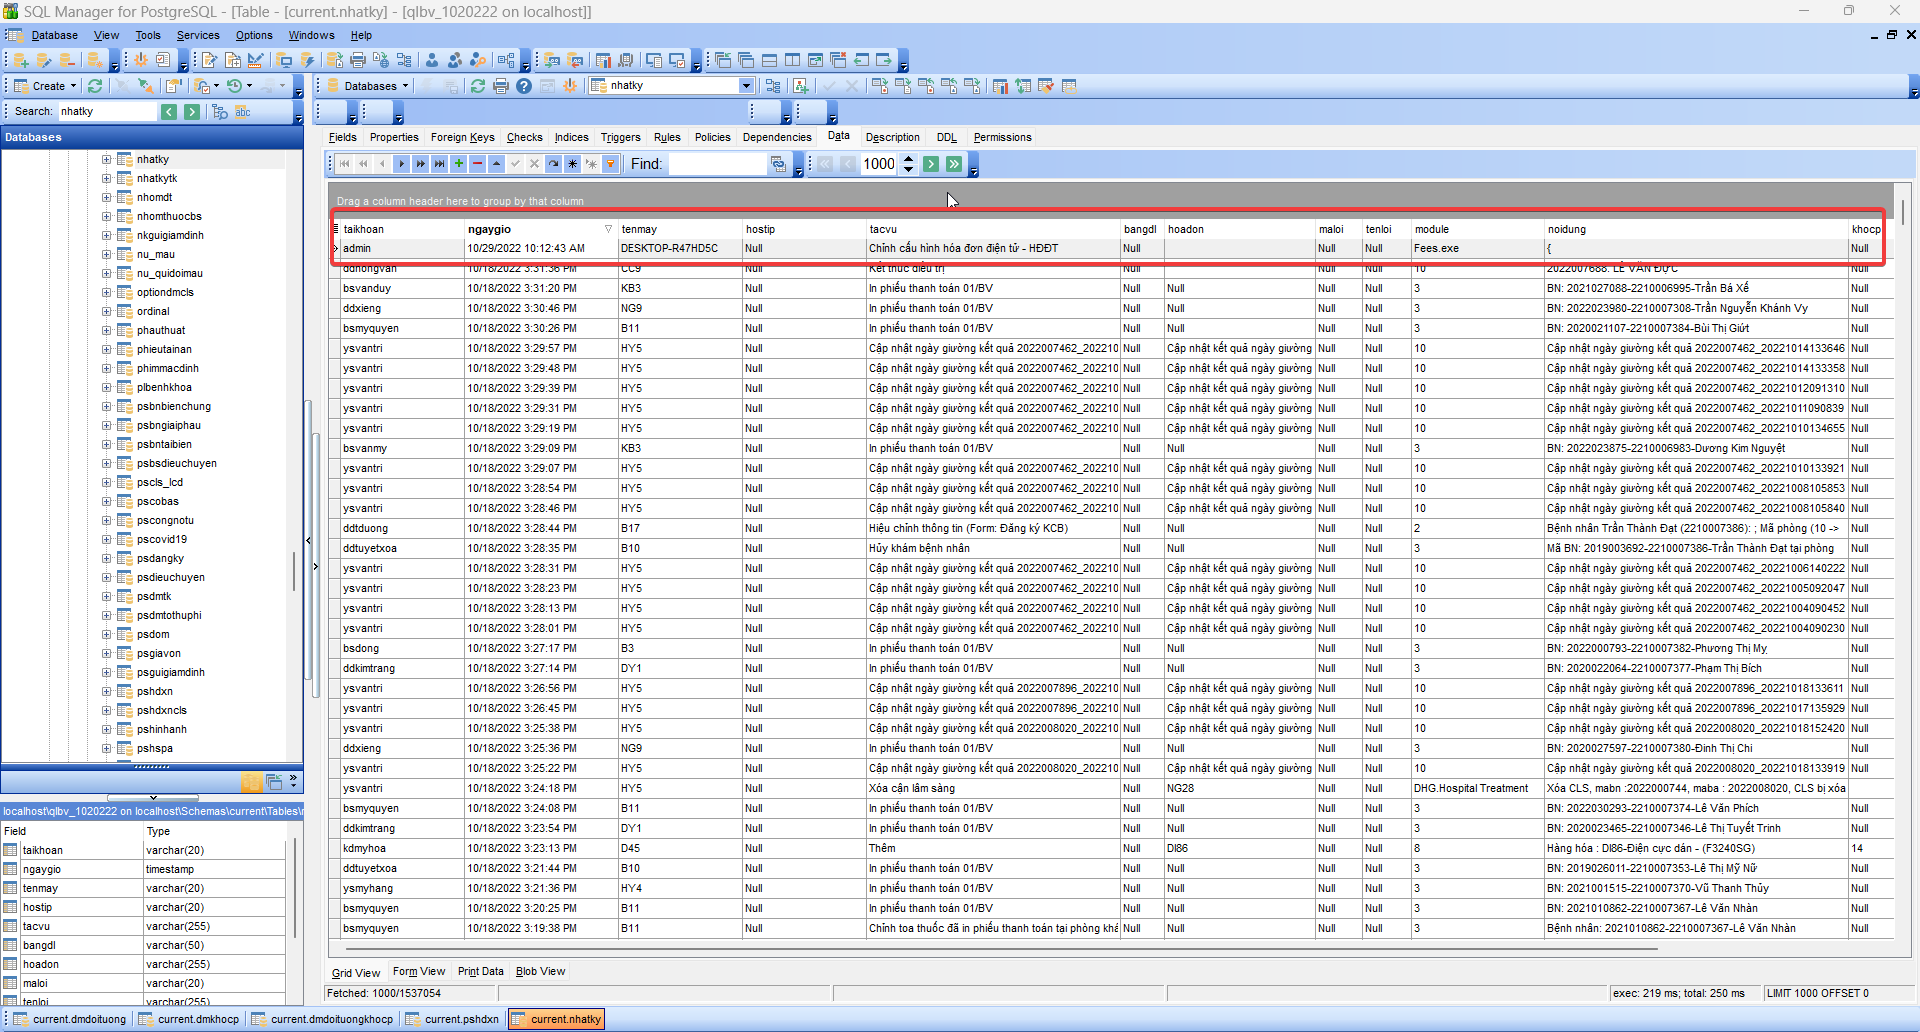 SQL Manager for PostgreSQL - [Table - [current.nhatky] - [qlbv_1020222 on localhost]]
Database View Tools Services Options Windows Help
Create Databases nhatky
Search: nhatky
Databases
Fields Properties Foreign Keys Checks Indices Triggers Rules Policies Dependencies Data Description DDL Permissions
Find: 1000
Drag a column header here to group by that column
nhatky
nhatkytk
nhomdt
nhomthuocbs
nkguigiamdinh
nu_mau
nu_quidoimau
optiondmcls
ordinal
phauthuat
phieutainan
phimmacdinh
plbenhkhoa
psbnbienchung
psbngiaiphau
psbntaibien
psbsdieuchuyen
pscls_lcd
pscobas
pscongnotu
pscovid19
psdangky
psdieuchuyen
psdmtk
psdmtothuphi
psdom
psgiavon
psguigiamdinh
pshdxn
pshdxncls
pshinhanh
pshspa
localhost\qlbv_1020222 on localhost\Schemas\current\Tables\
Field Type
taikhoan varchar(20)
ngaygio timestamp
tenmay varchar(20)
hostip varchar(20)
tacvu varchar(255)
bangdl varchar(50)
hoadon varchar(255)
maloi varchar(20)
tenloi varchar(255)
taikhoan ngaygio tenmay hostip tacvu bangdl hoadon maloi tenloi module noidung khocp
admin 10/29/2022 10:12:43 AM DESKTOP-R47HD5C Null Chỉnh cấu hình hóa đơn điện tử - HĐĐT Null Null Null Fees.exe { Null
ddhongvan 10/18/2022 3:31:36 PM CC9 Null Kết thúc điều trị Null Null Null 10 2022007688: LÊ VĂN ĐỰC Null
bsvanduy 10/18/2022 3:31:20 PM KB3 Null In phiếu thanh toán 01/BV Null Null Null Null 3 BN: 2021027088-2210006995-Trần Bá Xế Null
ddxieng 10/18/2022 3:30:46 PM NG9 Null In phiếu thanh toán 01/BV Null Null Null Null 3 BN: 2022023980-2210007308-Trần Nguyễn Khánh Vy Null
bsmyquyen 10/18/2022 3:30:26 PM B11 Null In phiếu thanh toán 01/BV Null Null Null Null 3 BN: 2020021107-2210007384-Bùi Thị Giứt Null
ysvantri 10/18/2022 3:29:57 PM HY5 Null Cập nhật ngày giường kết quả 2022007462_202210 Null Cập nhật kết quả ngày giường Null Null 10 Cập nhật ngày giường kết quả 2022007462_20221014133646 Null
ysvantri 10/18/2022 3:29:48 PM HY5 Null Cập nhật ngày giường kết quả 2022007462_202210 Null Cập nhật kết quả ngày giường Null Null 10 Cập nhật ngày giường kết quả 2022007462_20221014133358 Null
ysvantri 10/18/2022 3:29:39 PM HY5 Null Cập nhật ngày giường kết quả 2022007462_202210 Null Cập nhật kết quả ngày giường Null Null 10 Cập nhật ngày giường kết quả 2022007462_20221012091310 Null
ysvantri 10/18/2022 3:29:31 PM HY5 Null Cập nhật ngày giường kết quả 2022007462_202210 Null Cập nhật kết quả ngày giường Null Null 10 Cập nhật ngày giường kết quả 2022007462_20221011090839 Null
ysvantri 10/18/2022 3:29:19 PM HY5 Null Cập nhật ngày giường kết quả 2022007462_202210 Null Cập nhật kết quả ngày giường Null Null 10 Cập nhật ngày giường kết quả 2022007462_20221010134655 Null
bsvanmy 10/18/2022 3:29:09 PM KB3 Null In phiếu thanh toán 01/BV Null Null Null Null 3 BN: 2022023875-2210006983-Dương Kim Nguyệt Null
ysvantri 10/18/2022 3:29:07 PM HY5 Null Cập nhật ngày giường kết quả 2022007462_202210 Null Cập nhật kết quả ngày giường Null Null 10 Cập nhật ngày giường kết quả 2022007462_20221010133921 Null
ysvantri 10/18/2022 3:28:54 PM HY5 Null Cập nhật ngày giường kết quả 2022007462_202210 Null Cập nhật kết quả ngày giường Null Null 10 Cập nhật ngày giường kết quả 2022007462_20221008105853 Null
ysvantri 10/18/2022 3:28:46 PM HY5 Null Cập nhật ngày giường kết quả 2022007462_202210 Null Cập nhật kết quả ngày giường Null Null 10 Cập nhật ngày giường kết quả 2022007462_20221008105840 Null
ddtduong 10/18/2022 3:28:44 PM B17 Null Hiệu chỉnh thông tin (Form: Đăng ký KCB) Null Null Null Null 2 Bệnh nhân Trần Thành Đạt (2210007386): ; Mã phòng (10 -> Null
ddtuyetxoa 10/18/2022 3:28:35 PM B10 Null Hủy khám bệnh nhân Null Null Null Null 3 Mã BN: 2019003692-2210007386-Trần Thành Đạt tại phòng Null
ysvantri 10/18/2022 3:28:31 PM HY5 Null Cập nhật ngày giường kết quả 2022007462_202210 Null Cập nhật kết quả ngày giường Null Null 10 Cập nhật ngày giường kết quả 2022007462_20221006140222 Null
ysvantri 10/18/2022 3:28:23 PM HY5 Null Cập nhật ngày giường kết quả 2022007462_202210 Null Cập nhật kết quả ngày giường Null Null 10 Cập nhật ngày giường kết quả 2022007462_20221005092047 Null
ysvantri 10/18/2022 3:28:13 PM HY5 Null Cập nhật ngày giường kết quả 2022007462_202210 Null Cập nhật kết quả ngày giường Null Null 10 Cập nhật ngày giường kết quả 2022007462_20221004090452 Null
ysvantri 10/18/2022 3:28:01 PM HY5 Null Cập nhật ngày giường kết quả 2022007462_202210 Null Cập nhật kết quả ngày giường Null Null 10 Cập nhật ngày giường kết quả 2022007462_20221004090230 Null
bsdong 10/18/2022 3:27:17 PM B3 Null In phiếu thanh toán 01/BV Null Null Null Null 3 BN: 2022000793-2210007382-Phương Thị My Null
ddkimtrang 10/18/2022 3:27:14 PM DY1 Null In phiếu thanh toán 01/BV Null Null Null Null 3 BN: 2020022064-2210007377-Phạm Thị Bích Null
ysvantri 10/18/2022 3:26:56 PM HY5 Null Cập nhật ngày giường kết quả 2022007896_202210 Null Cập nhật kết quả ngày giường Null Null 10 Cập nhật ngày giường kết quả 2022007896_20221018133611 Null
ysvantri 10/18/2022 3:26:45 PM HY5 Null Cập nhật ngày giường kết quả 2022007896_202210 Null Cập nhật kết quả ngày giường Null Null 10 Cập nhật ngày giường kết quả 2022007896_20221017135929 Null
ysvantri 10/18/2022 3:25:38 PM HY5 Null Cập nhật ngày giường kết quả 2022008020_202210 Null Cập nhật kết quả ngày giường Null Null 10 Cập nhật ngày giường kết quả 2022008020_20221018152420 Null
ddxieng 10/18/2022 3:25:36 PM NG9 Null In phiếu thanh toán 01/BV Null Null Null Null 3 BN: 2020027597-2210007380-Đinh Thị Chi Null
ysvantri 10/18/2022 3:25:22 PM HY5 Null Cập nhật ngày giường kết quả 2022008020_202210 Null Cập nhật kết quả ngày giường Null Null 10 Cập nhật ngày giường kết quả 2022008020_20221018133919 Null
ysvantri 10/18/2022 3:24:18 PM HY5 Null Xóa cận lâm sàng Null NG28 Null Null DHG.Hospital Treatment Xóa CLS, mabn :2022000744, maba : 2022008020, CLS bị xóa
bsmyquyen 10/18/2022 3:24:08 PM B11 Null In phiếu thanh toán 01/BV Null Null Null Null 3 BN: 2022030293-2210007374-Lê Văn Phích Null
ddkimtrang 10/18/2022 3:23:54 PM DY1 Null In phiếu thanh toán 01/BV Null Null Null Null 3 BN: 2020023465-2210007346-Lê Thị Tuyết Trinh Null
kdmyhoa 10/18/2022 3:23:13 PM D45 Null Thêm Null DI86 Null Null 8 Hàng hóa : DI86-Điện cực dán - (F3240SG) 14
ddtuyetxoa 10/18/2022 3:21:44 PM B10 Null In phiếu thanh toán 01/BV Null Null Null Null 3 BN: 2019026011-2210007353-Lê Thị Mỹ Nữ Null
ysmyhang 10/18/2022 3:21:36 PM HY4 Null In phiếu thanh toán 01/BV Null Null Null Null 3 BN: 2021001515-2210007370-Vũ Thanh Thủy Null
bsmyquyen 10/18/2022 3:20:25 PM B11 Null In phiếu thanh toán 01/BV Null Null Null Null 3 BN: 2021010862-2210007367-Lê Văn Nhàn Null
bsmyquyen 10/18/2022 3:19:38 PM B11 Null Chỉnh toa thuốc đã in phiếu thanh toán tại phòng khá Null Null Null Null 3 Bệnh nhân: 2021010862-2210007367-Lê Văn Nhàn Null
Grid View Form View Print Data Blob View
Fetched: 1000/1537054 exec: 219 ms; total: 250 ms LIMIT 1000 OFFSET 0
current.dmdoituong current.dmkhocp current.dmdoituongkhocp current.pshdxn current.nhatky